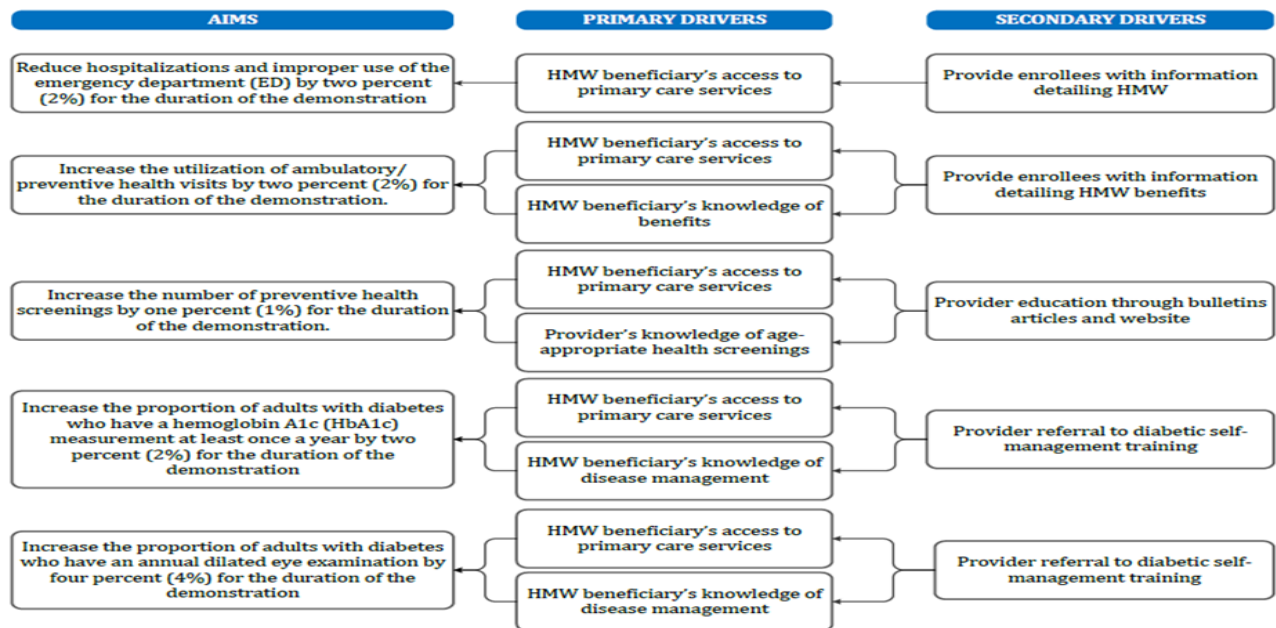 AIMS
PRIMARY DRIVERS
SECONDARY DRIVERS
Reduce hospitalizations and improper use of the
emergency department (ED) by two percent
(2%) for the duration of the demonstration
HMW beneficiary's access to
primary care services
Provide enrollees with information
detailing HMW
Increase the utilization of ambulatory/
preventive health visits by two percent (2%) for
the duration of the demonstration.
HMW beneficiary's access to
primary care services
HMW beneficiary's knowledge of
benefits
Provide enrollees with information
detailing HMW benefits
Increase the number of preventive health
screenings by one percent (1%) for the duration
of the demonstration.
HMW beneficiary's access to
primary care services
Provider's knowledge of age-
appropriate health screenings
Provider education through bulletins
articles and website
Increase the proportion of adults with diabetes
who have a hemoglobin A1c (HbA1c)
measurement at least once a year by two
percent (2%) for the duration of the
demonstration
HMW beneficiary's access to
primary care services
HMW beneficiary's knowledge of
disease management
Provider referral to diabetic self-
management training
Increase the proportion of adults with diabetes
who have an annual dilated eye examination by
four percent (4%) for the duration of the
demonstration
HMW beneficiary's access to
primary care services
HMW beneficiary's knowledge of
disease management
Provider referral to diabetic self-
management training